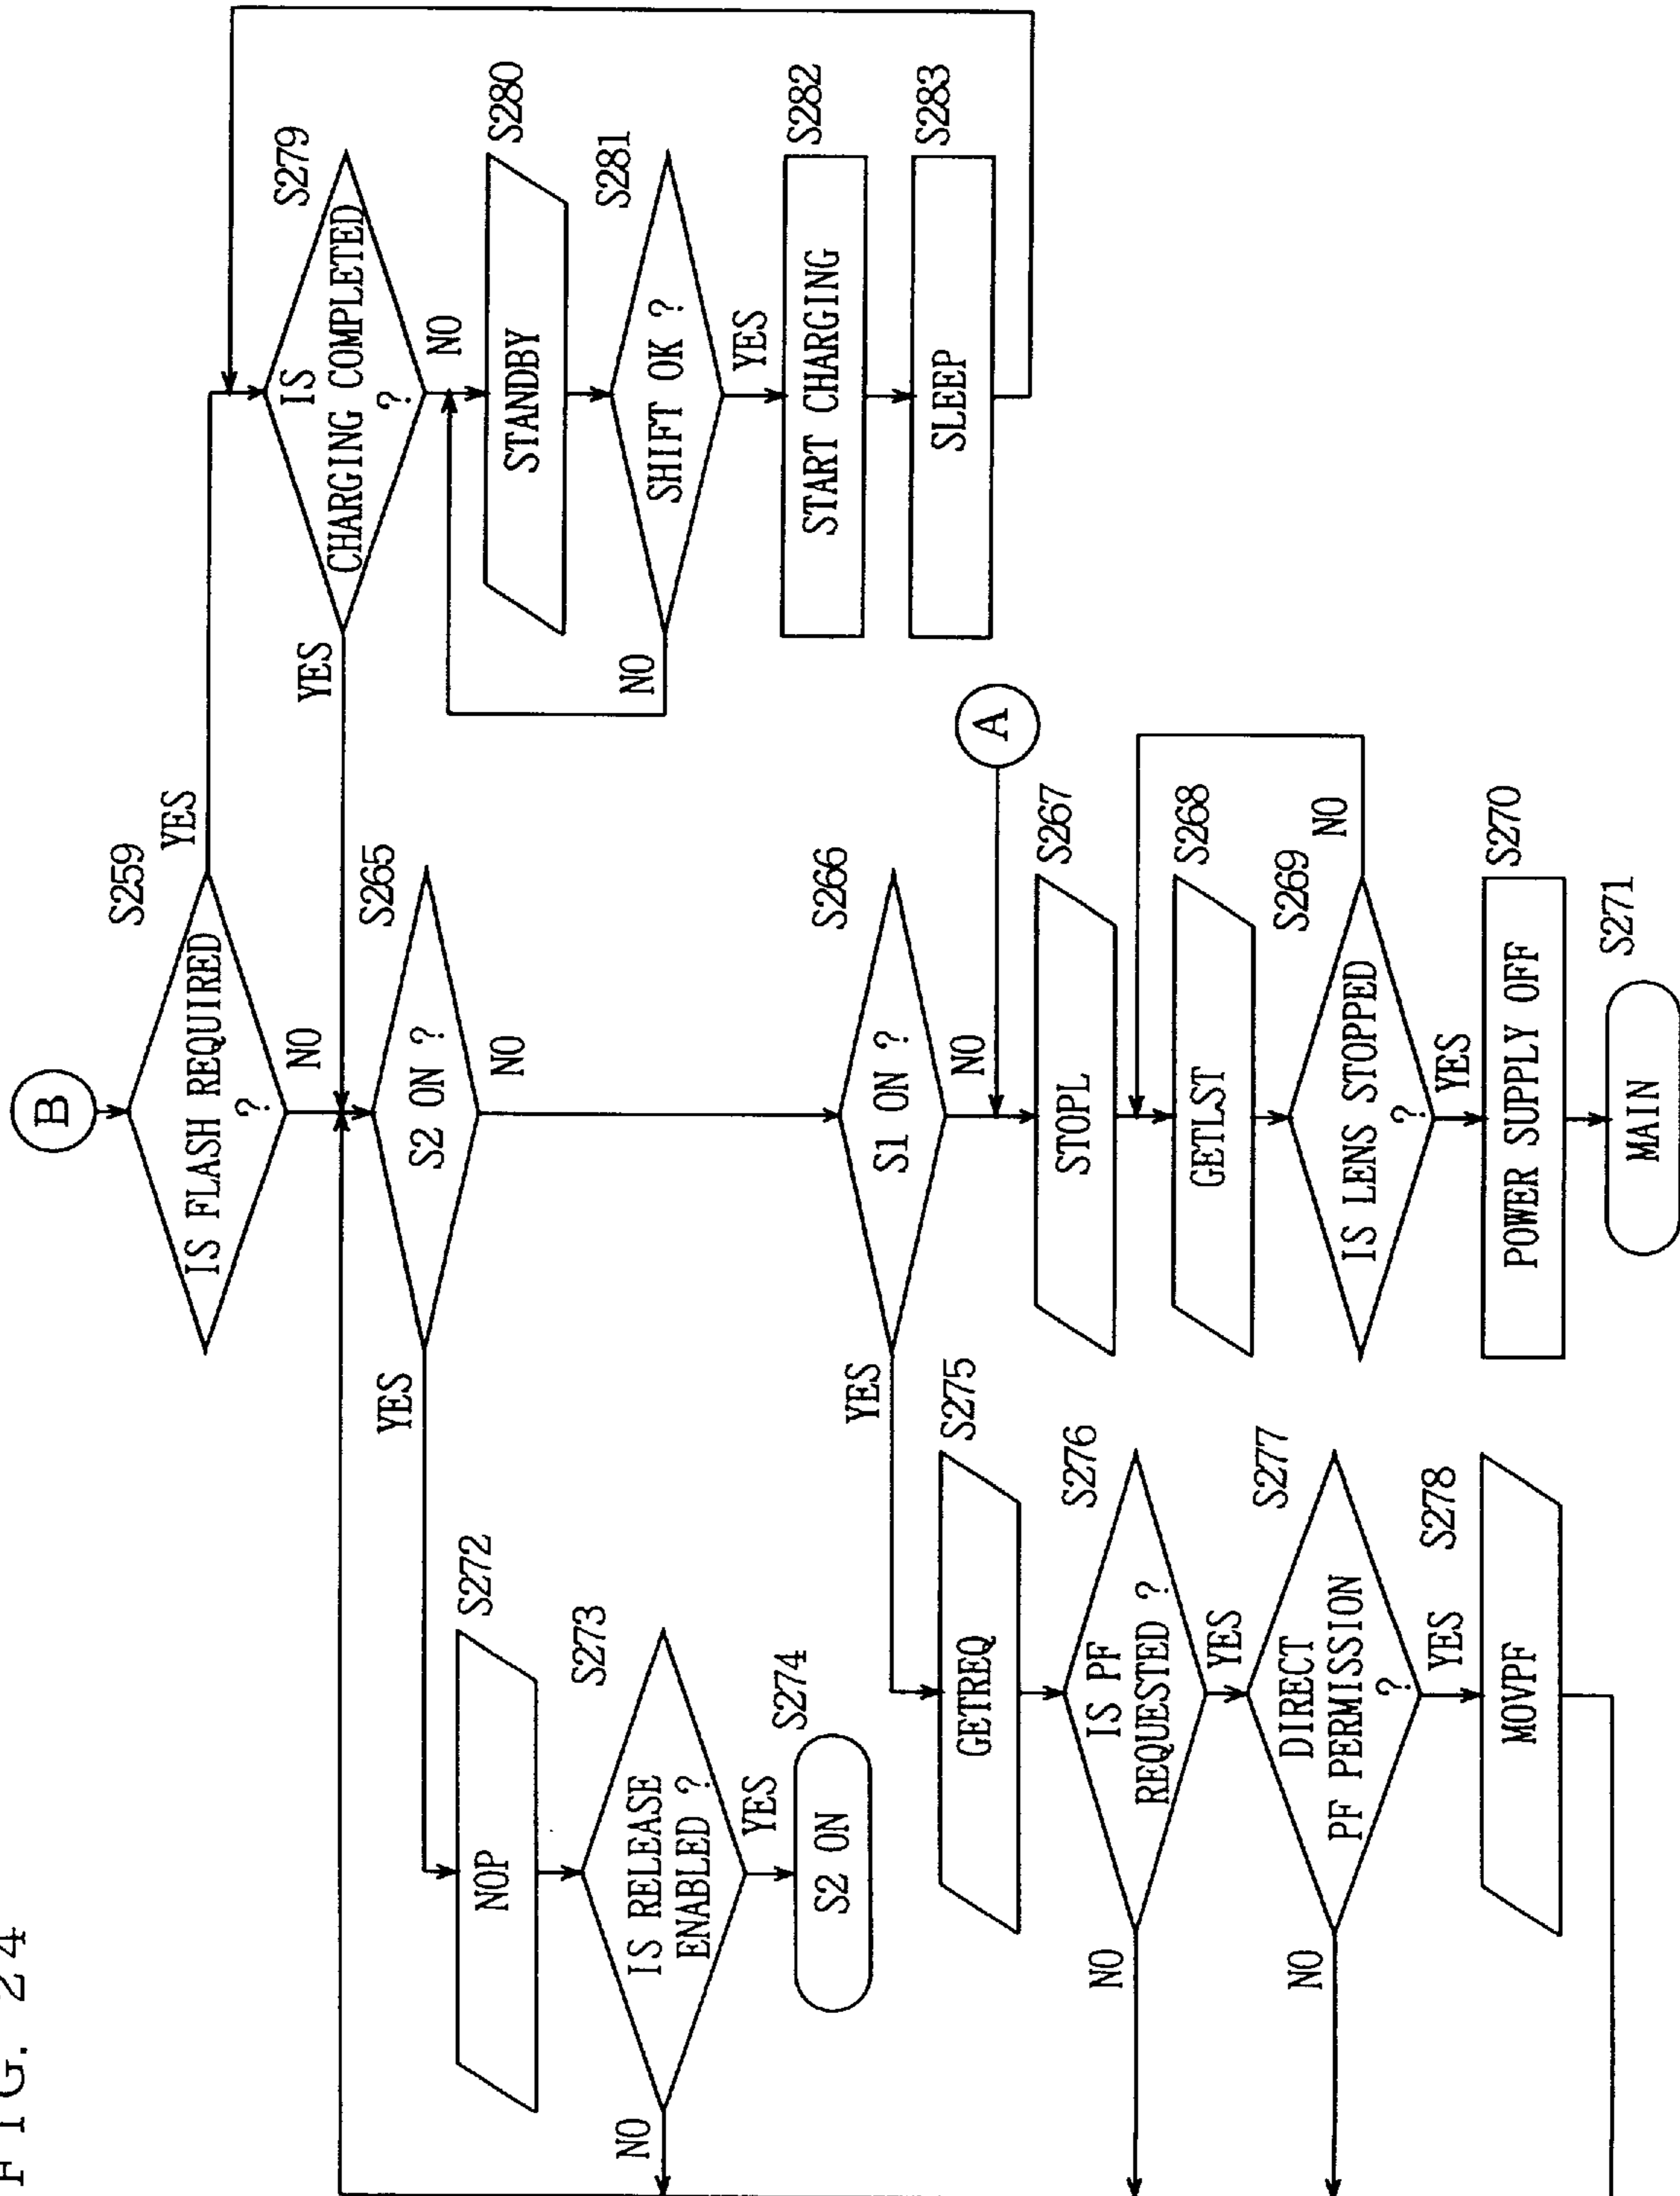 FIG. 24
B
S259
IS FLASH REQUIRED
?
YES
NO
S279
IS
CHARGING COMPLETED
?
YES
NO
S280
STANDBY
S281
SHIFT OK ?
NO
YES
S282
START CHARGING
S283
SLEEP
S265
S2 ON ?
YES
NO
S272
NOP
S273
IS RELEASE
ENABLED ?
NO
YES
S274
S2 ON
S266
S1 ON ?
YES
NO
A
S267
STOPL
S268
GETLST
S269
IS LENS STOPPED
?
NO
YES
S270
POWER SUPPLY OFF
S271
MAIN
S275
GETREQ
S276
IS PF
REQUESTED ?
NO
YES
S277
DIRECT
PF PERMISSION
?
NO
YES
S278
MOVPF